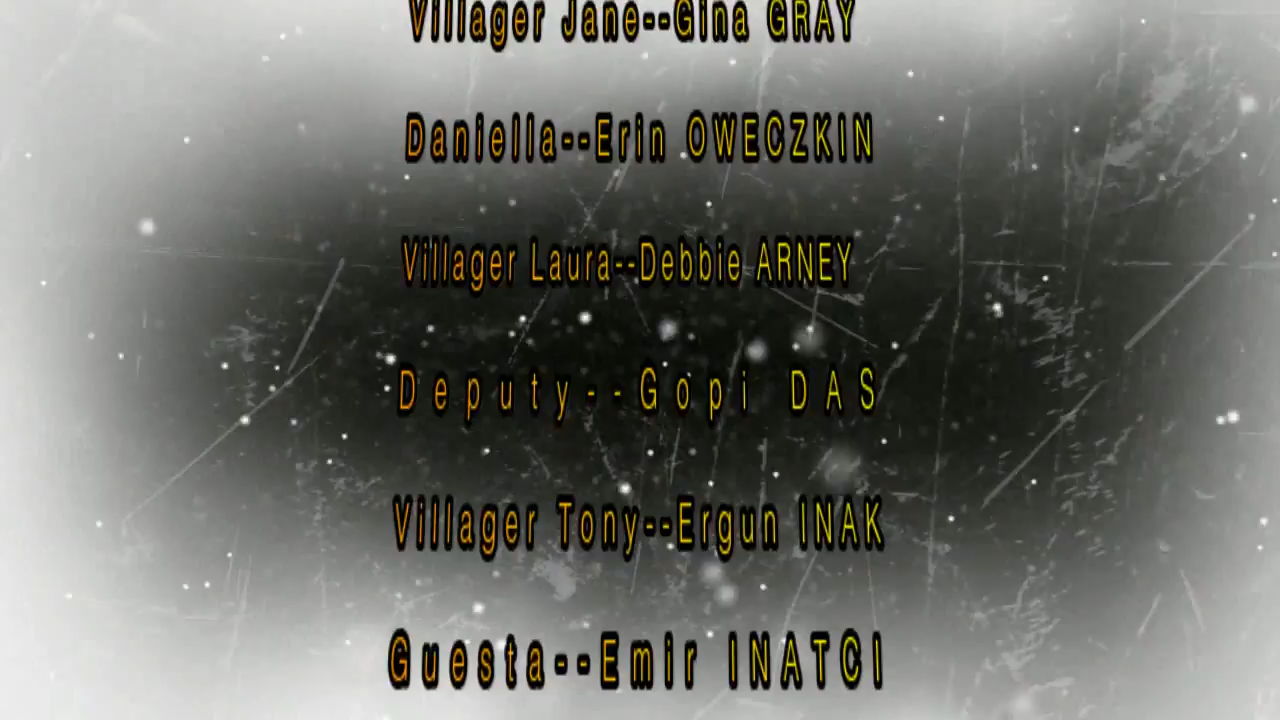 Villager Jane--Gina GRAY
Daniella--Erin OWECZKIN
Villager Laura--Debbie ARNEY
Deputy--Gopi DAS
Villager Tony--Ergun INAK
Guesta--Emir INATCI